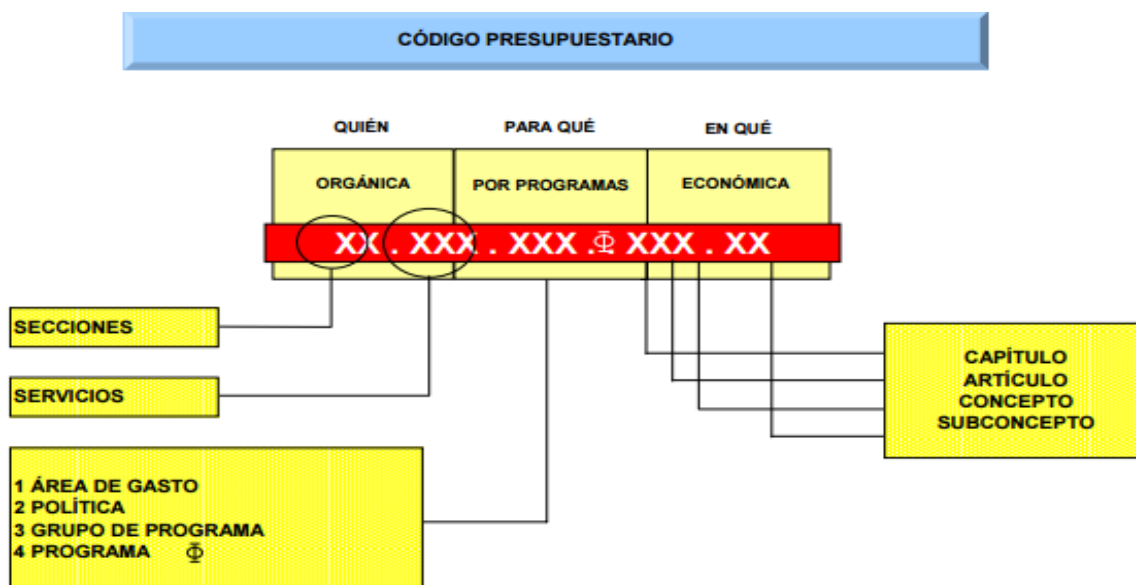 CÓDIGO PRESUPUESTARIO
QUIÉN PARA QUÉ EN QUÉ
ORGÁNICA POR PROGRAMAS ECONÓMICA
XX . XXX . XXX . Φ XXX . XX
SECCIONES
SERVICIOS
1 ÁREA DE GASTO
2 POLÍTICA
3 GRUPO DE PROGRAMA
4 PROGRAMA Φ
CAPÍTULO
ARTÍCULO
CONCEPTO
SUBCONCEPTO